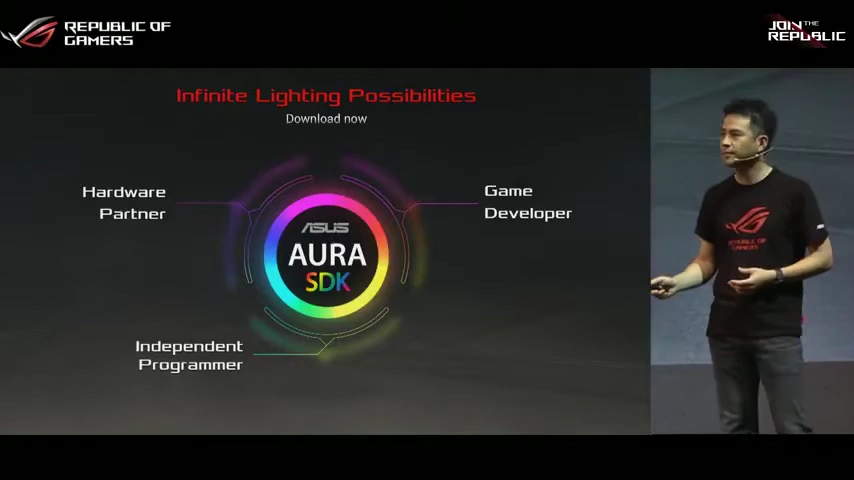 REPUBLIC OF
GAMERS
JOIN THE
REPUBLIC
Infinite Lighting Possibilities
Download now
Hardware
Partner
Game
Developer
ASUS
AURA
SDK
Independent
Programmer
REPUBLIC OF
GAMERS